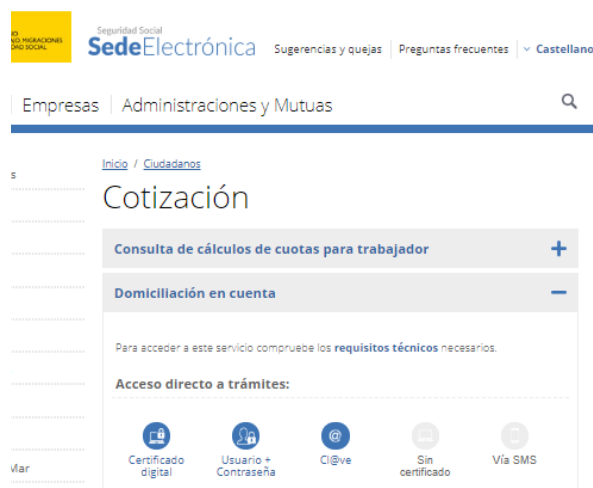 Seguridad Social
SedeElectrónica
Sugerencias y quejas
Preguntas frecuentes
Castellano
Empresas
Administraciones y Mutuas
Inicio / Ciudadanos
Cotización
Consulta de cálculos de cuotas para trabajador
Domiciliación en cuenta
Para acceder a este servicio compruebe los requisitos técnicos necesarios.
Acceso directo a trámites:
Certificado
digital
Usuario +
Contraseña
Cl@ve
Sin
certificado
Vía SMS
Mar